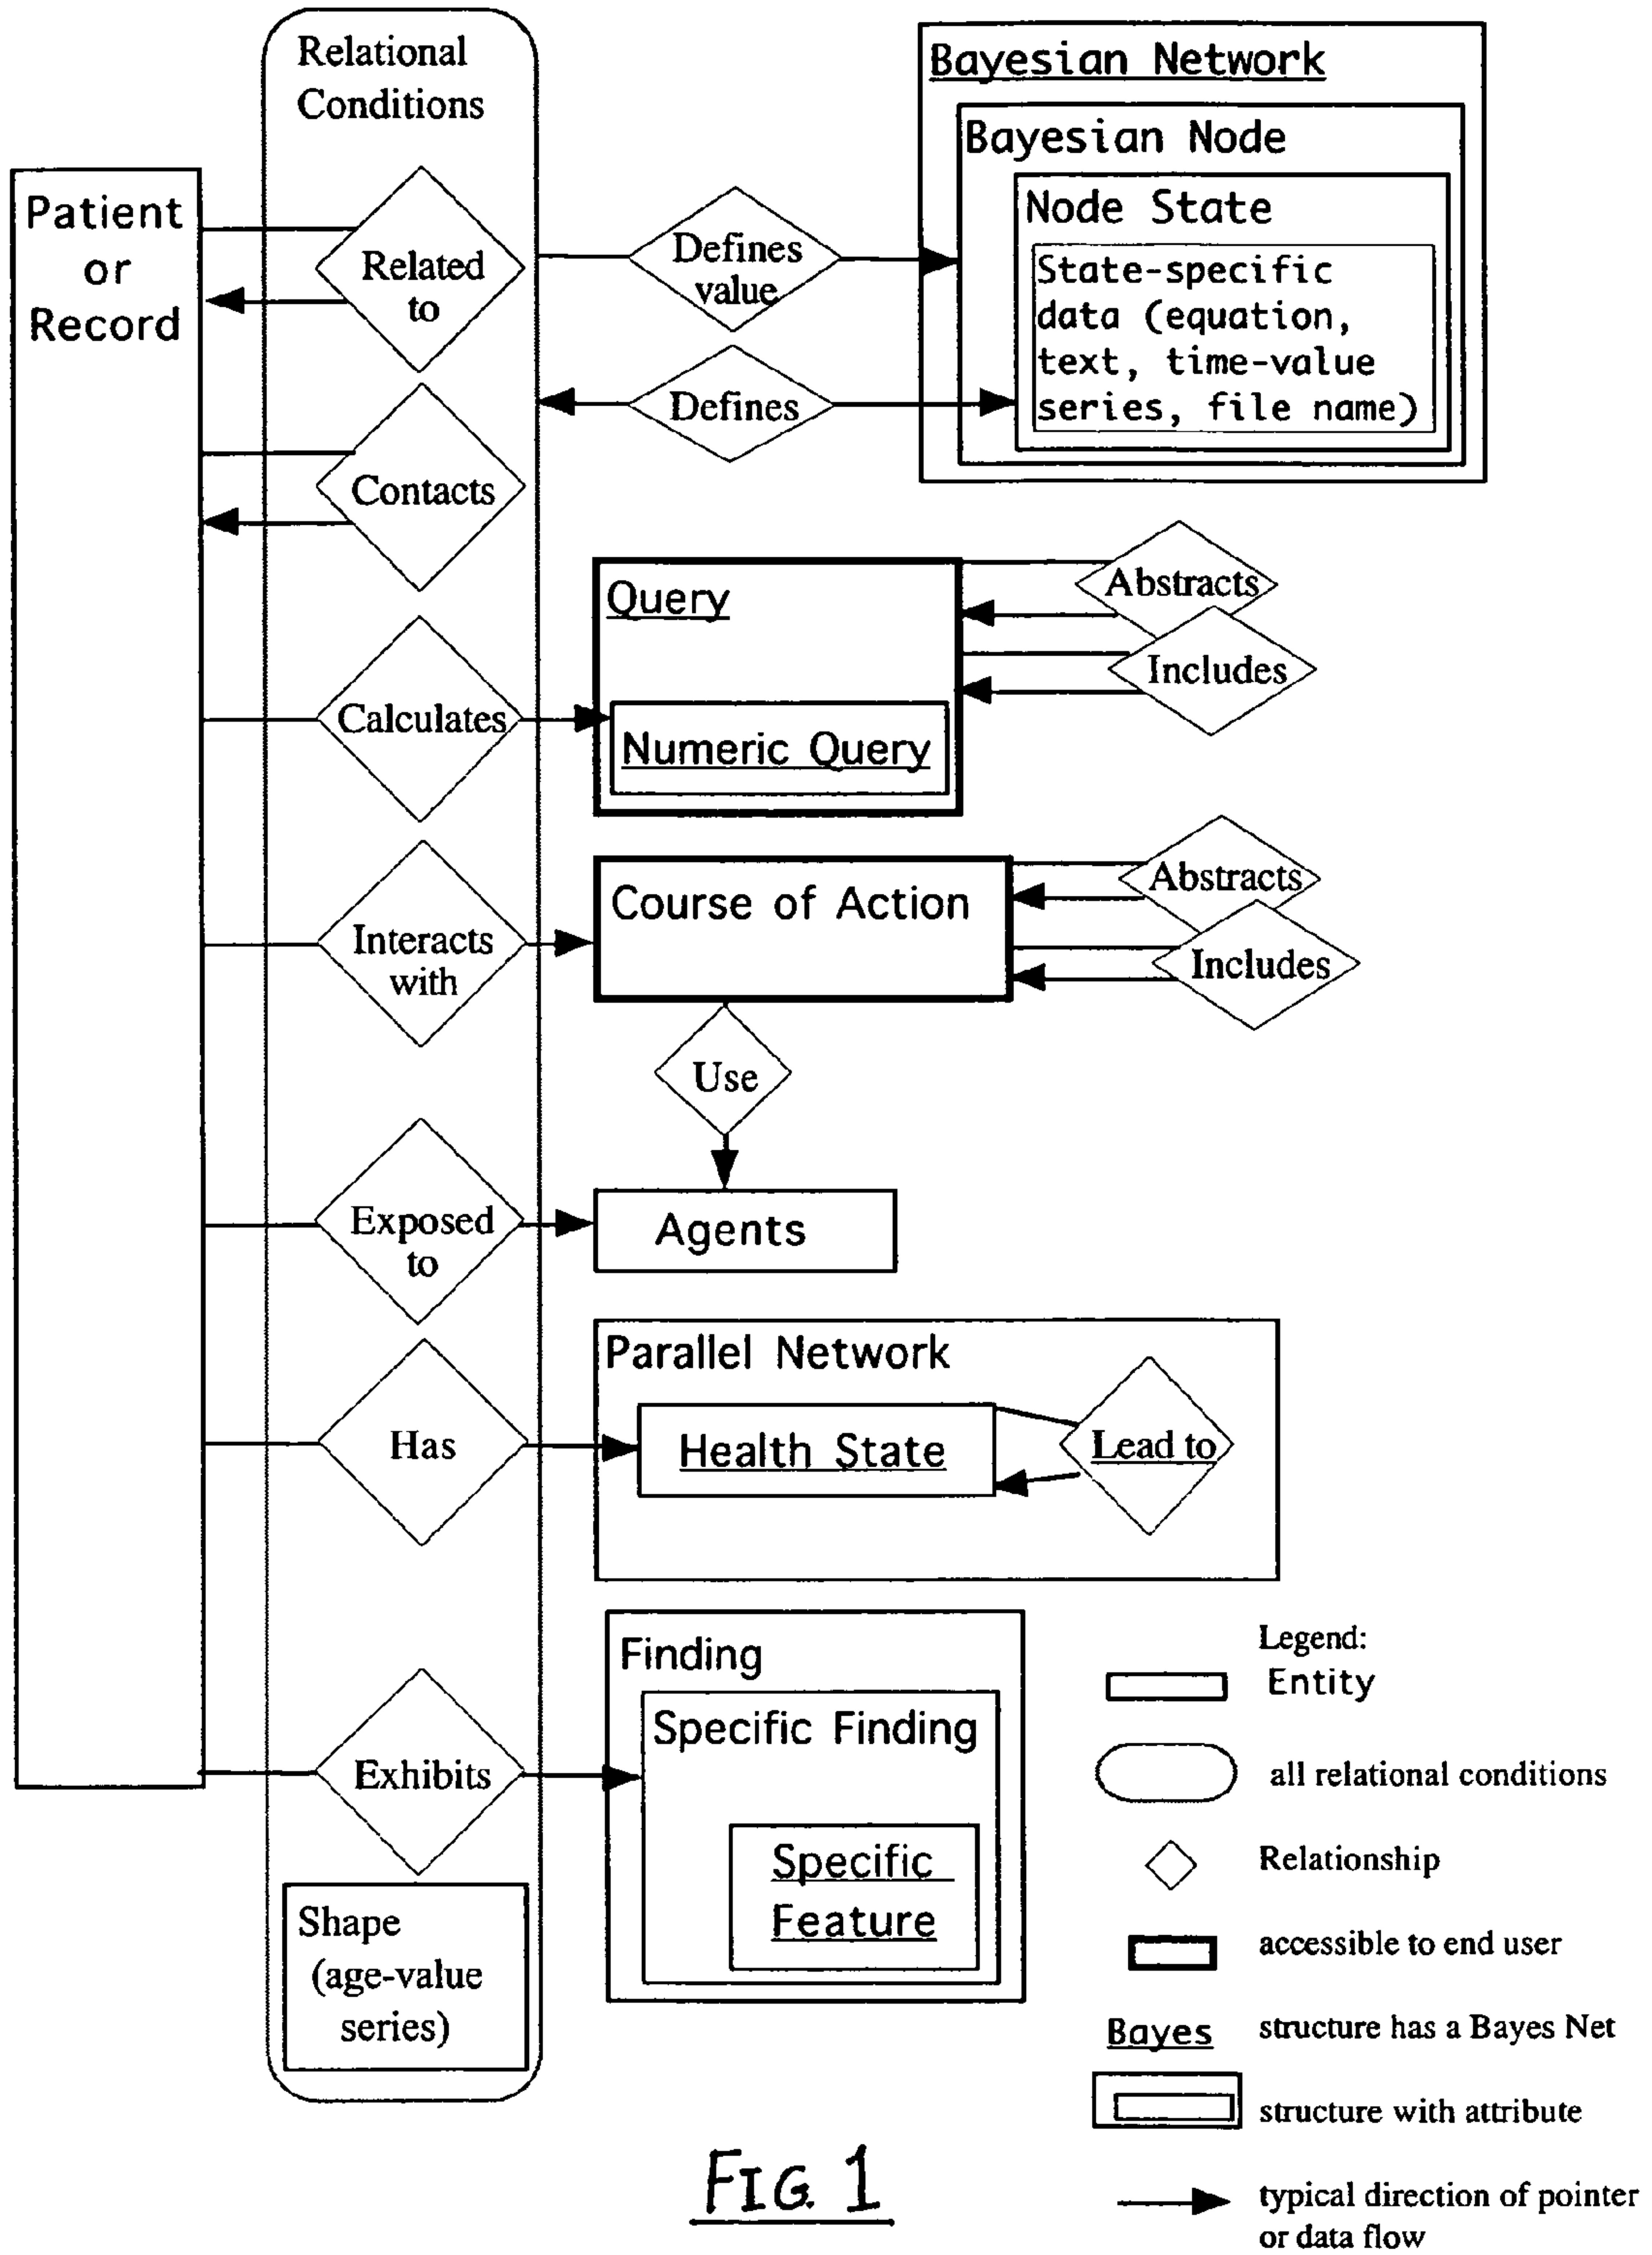 Relational
Conditions
Bayesian Network
Bayesian Node
Node State
State-specific
data (equation,
text, time-value
series, file name)
Patient
or
Record
Related
to
Defines
value
Defines
Contacts
Query
Numeric Query
Abstracts
Includes
Calculates
Course of Action
Abstracts
Includes
Interacts
with
Use
Exposed
to
Agents
Parallel Network
Has
Health State
Lead to
Finding
Specific Finding
Specific
Feature
Exhibits
Shape
(age-value
series)
Legend:
Entity
all relational conditions
Relationship
accessible to end user
Bayes
structure has a Bayes Net
structure with attribute
typical direction of pointer
or data flow
FIG. 1